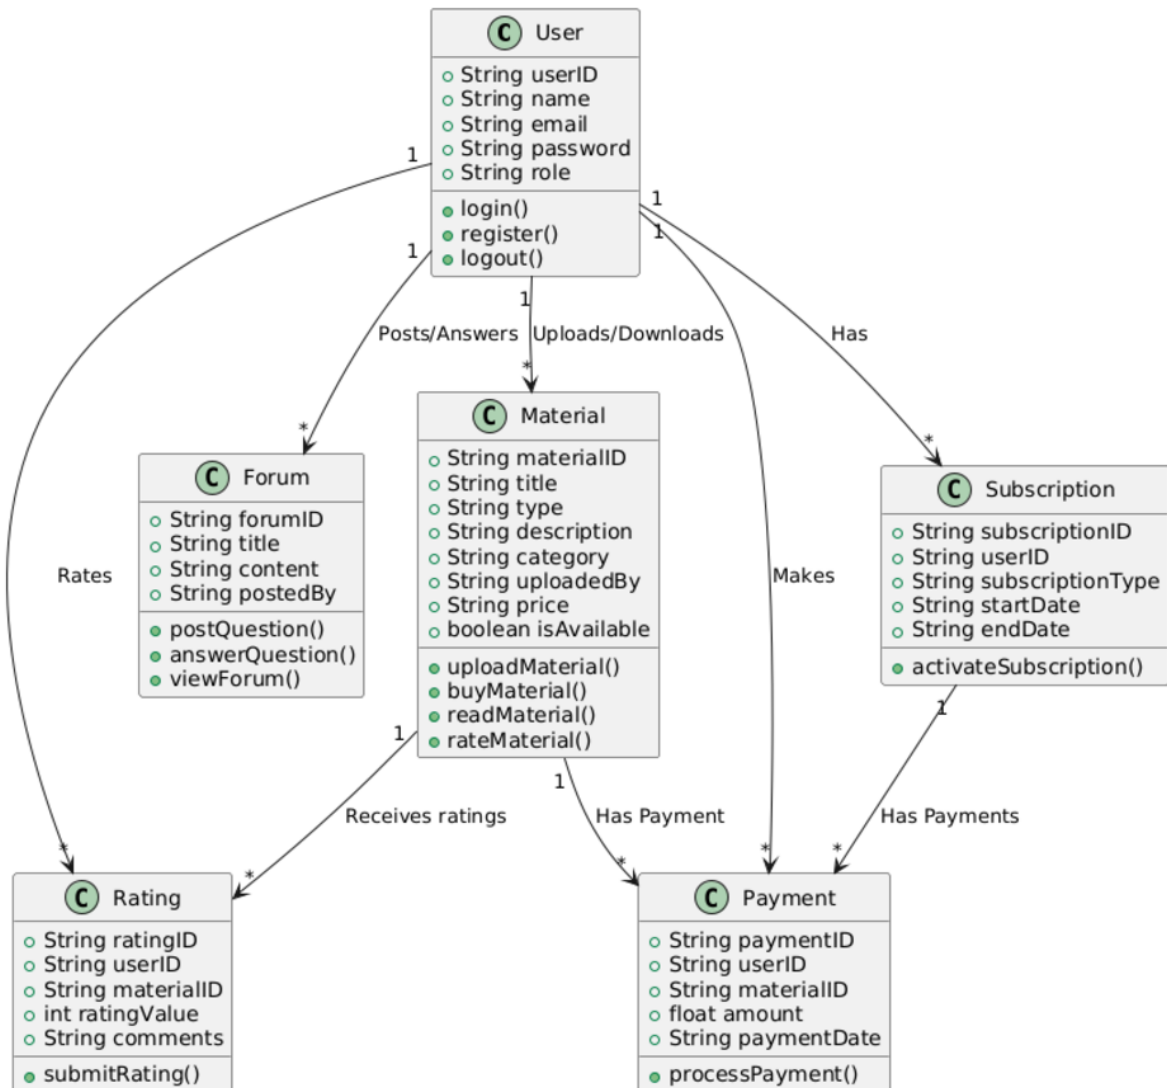 C User
String userID
String name
String email
String password
String role
login()
register()
logout()
1
1
1
1
1
Posts/Answers
Uploads/Downloads
Has
*
*
*
C Forum
String forumID
String title
String content
String postedBy
postQuestion()
answerQuestion()
viewForum()
C Material
String materialID
String title
String type
String description
category
String category
String uploadedBy
String price
boolean isAvailable
uploadMaterial()
buyMaterial()
readMaterial()
rateMaterial()
C Subscription
String subscriptionID
String userID
String subscriptionType
String startDate
String endDate
activateSubscription()
Rates
Makes
1
1
1
Receives ratings
Has Payment
Has Payments
*
*
*
*
*
C Rating
String ratingID
String userID
String materialID
int ratingValue
String comments
submitRating()
C Payment
String paymentID
String userID
String materialID
float amount
String paymentDate
processPayment()